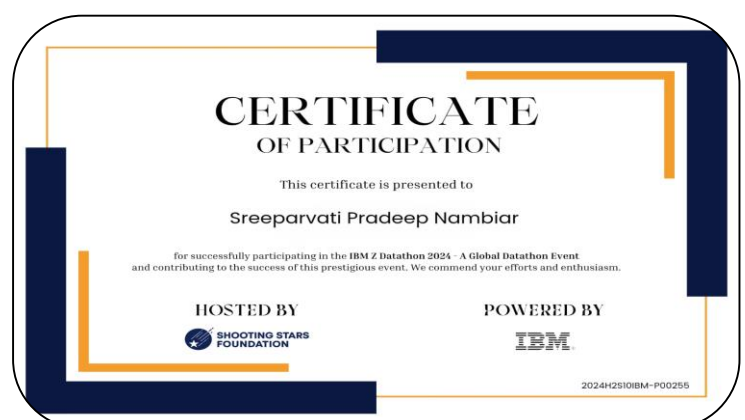 CERTIFICATE
OF PARTICIPATION
This certificate is presented to
Sreeparvati Pradeep Nambiar
for successfully participating in the IBM Z Datathon 2024 - A Global Datathon Event
and contributing to the success of this prestigious event. We commend your efforts and enthusiasm.
HOSTED BY
SHOOTING STARS
FOUNDATION
POWERED BY
IBM
2024H2S10IBM-P00255